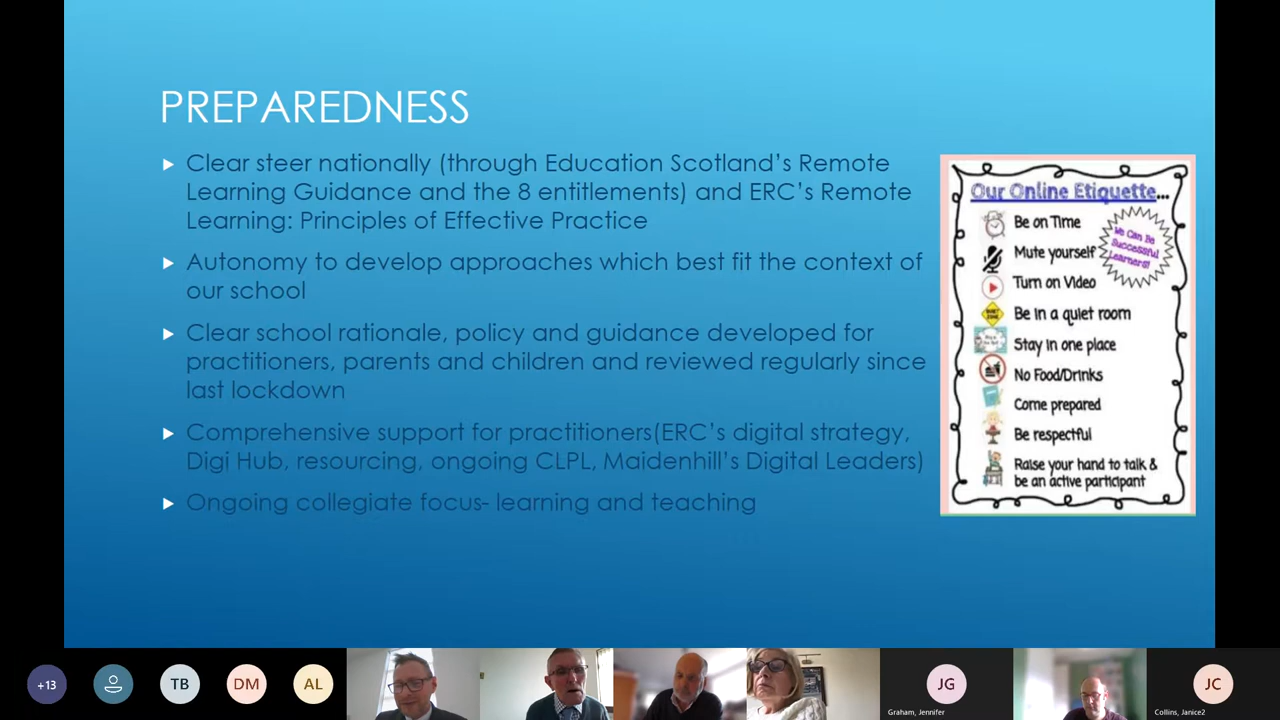 PREPAREDNESS
Clear steer nationally (through Education Scotland's Remote
Learning Guidance and the 8 entitlements) and ERC's Remote
Learning: Principles of Effective Practice
Autonomy to develop approaches which best fit the context of
our school
Clear school rationale, policy and guidance developed for
practitioners, parents and children and reviewed regularly since
last lockdown
Comprehensive support for practitioners(ERC's digital strategy,
Digi Hub, resourcing, ongoing CLPL, Maidenhill's Digital Leaders)
Ongoing collegiate focus- learning and teaching
Our Online Etiquette...
Be on Time
We Can Be
Successful
Learners!
Mute yourself
Turn on Video
Be in a quiet room
Stay in one place
No Food/Drinks
Come prepared
Be respectful
Raise your hand to talk &
be an active participant
+13
TB
DM
AL
JG
Graham, Jennifer
JC
Collins, Janice2